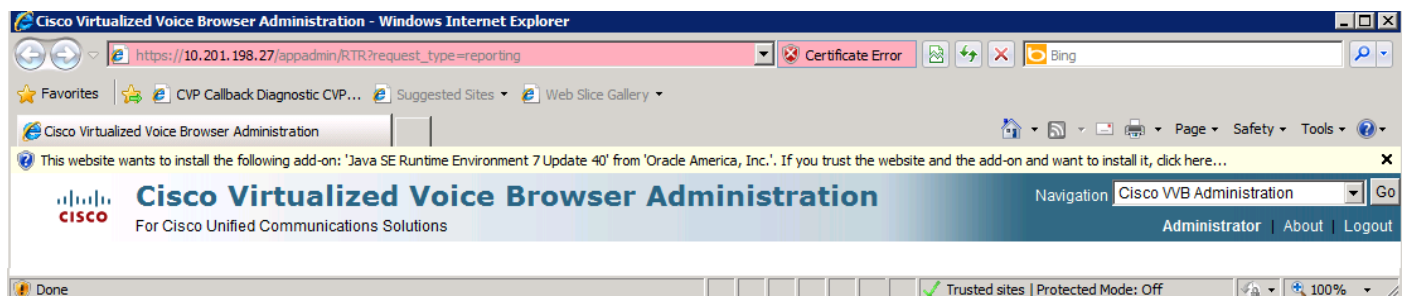 Cisco Virtualized Voice Browser Administration - Windows Internet Explorer
https://10.201.198.27/appadmin/RTR?request_type=reporting Certificate Error Bing
Favorites CVP Callback Diagnostic CVP... Suggested Sites Web Slice Gallery
Cisco Virtualized Voice Browser Administration Page Safety Tools
This website wants to install the following add-on: 'Java SE Runtime Environment 7 Update 40' from 'Oracle America, Inc.'. If you trust the website and the add-on and want to install it, click here...
CISCO Cisco Virtualized Voice Browser Administration Navigation Cisco VVB Administration Go
For Cisco Unified Communications Solutions Administrator | About | Logout
Done Trusted sites | Protected Mode: Off 100%